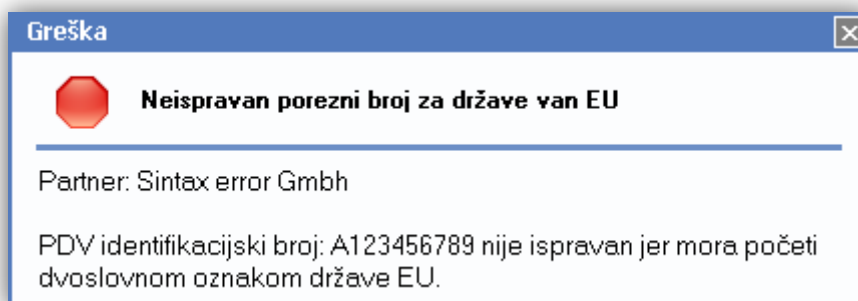 Greška
Neispravan porezni broj za države van EU
Partner: Sintax error Gmbh
PDV identifikacijski broj: A123456789 nije ispravan jer mora početi
dvoslovnom oznakom države EU.